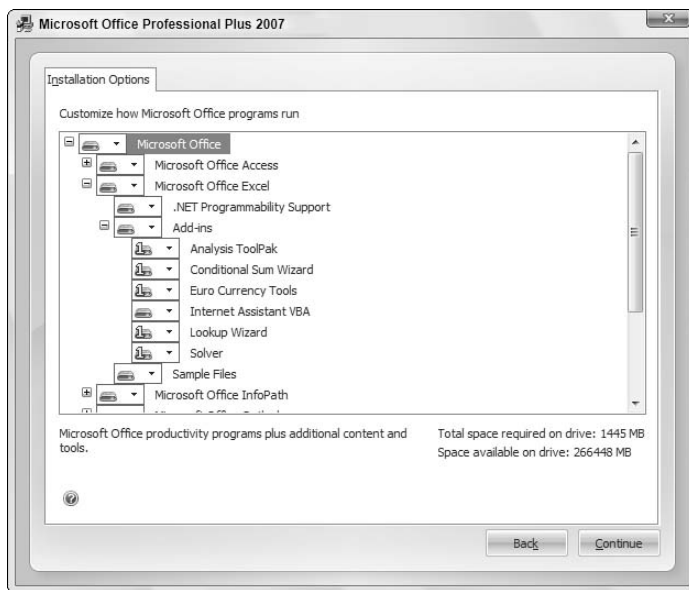 Microsoft Office Professional Plus 2007
Installation Options
Customize how Microsoft Office programs run
Microsoft Office
Microsoft Office Access
Microsoft Office Excel
.NET Programmability Support
Add-ins
Analysis ToolPak
Conditional Sum Wizard
Euro Currency Tools
Internet Assistant VBA
Lookup Wizard
Solver
Sample Files
Microsoft Office InfoPath
Microsoft Office productivity programs plus additional content and
tools.
Total space required on drive: 1445 MB
Space available on drive: 266448 MB
Back
Continue